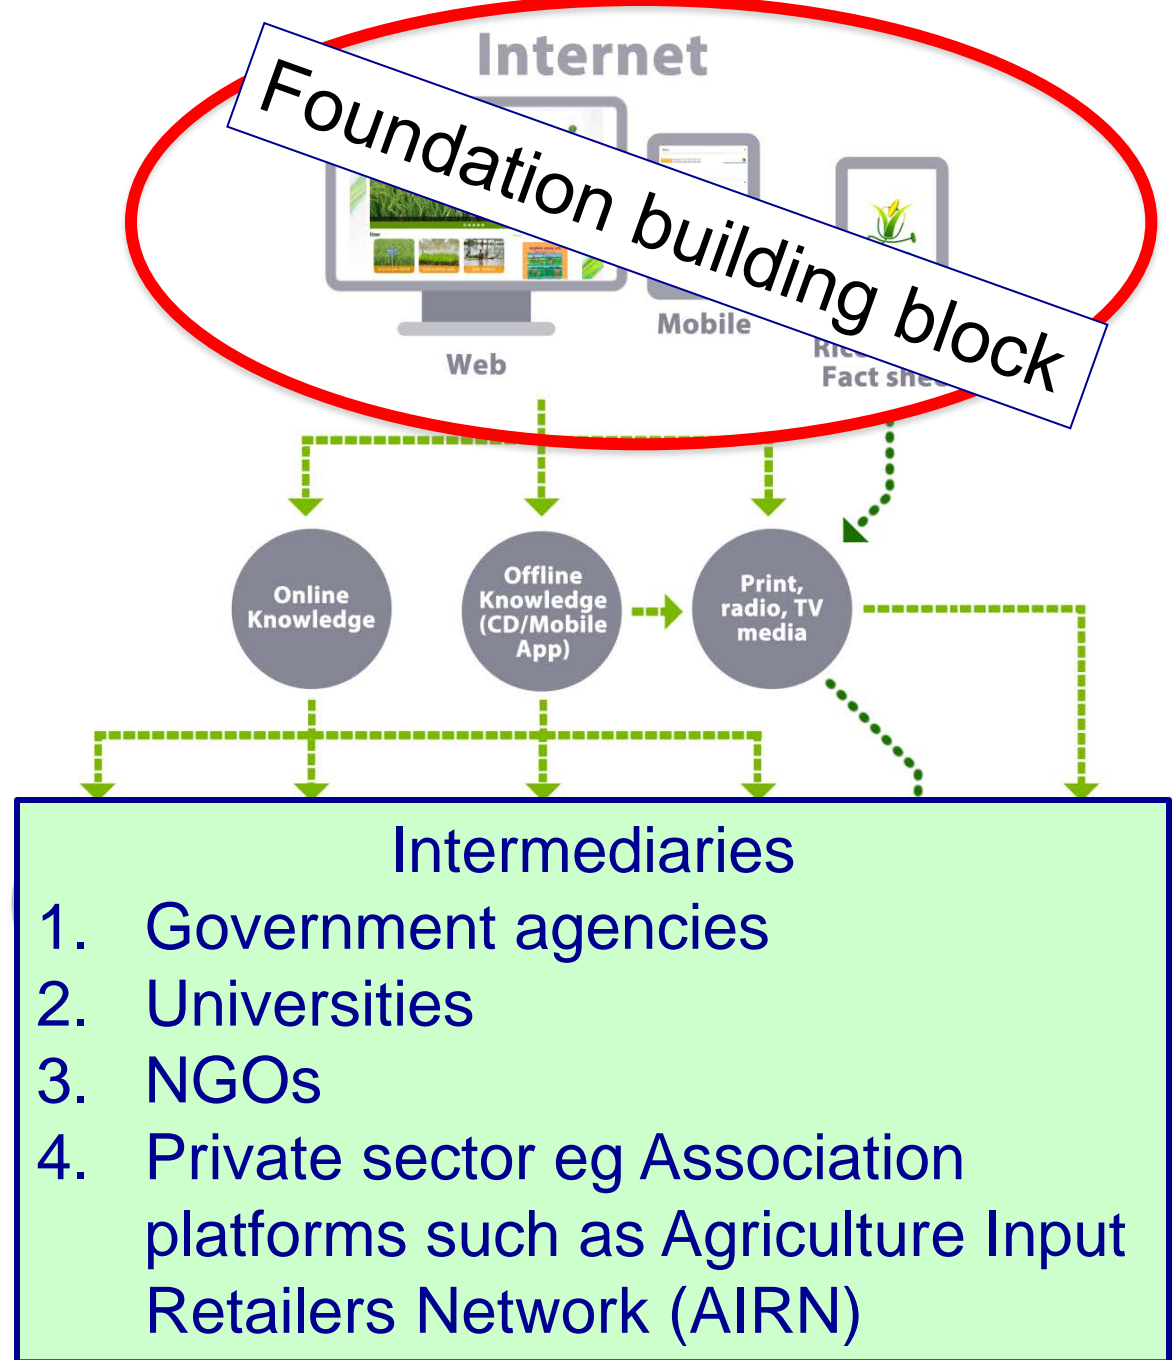 Internet
Foundation building block
Web
Mobile
Fact
Online
Knowledge
Offline
Knowledge
(CD/Mobile
App)
Print,
radio, TV
media
Intermediaries
1. Government agencies
2. Universities
3. NGOs
4. Private sector eg Association
platforms such as Agriculture Input
Retailers Network (AIRN)